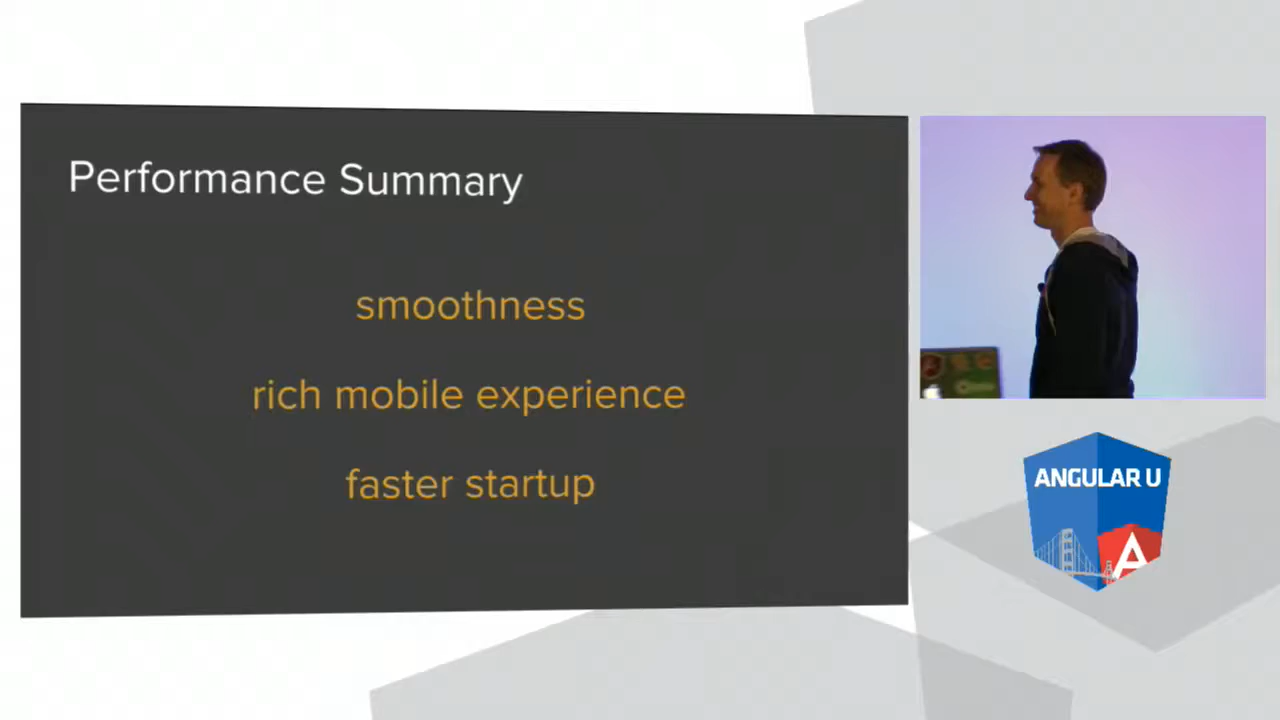 Performance Summary
smoothness
rich mobile experience
faster startup
ANGULAR U
A